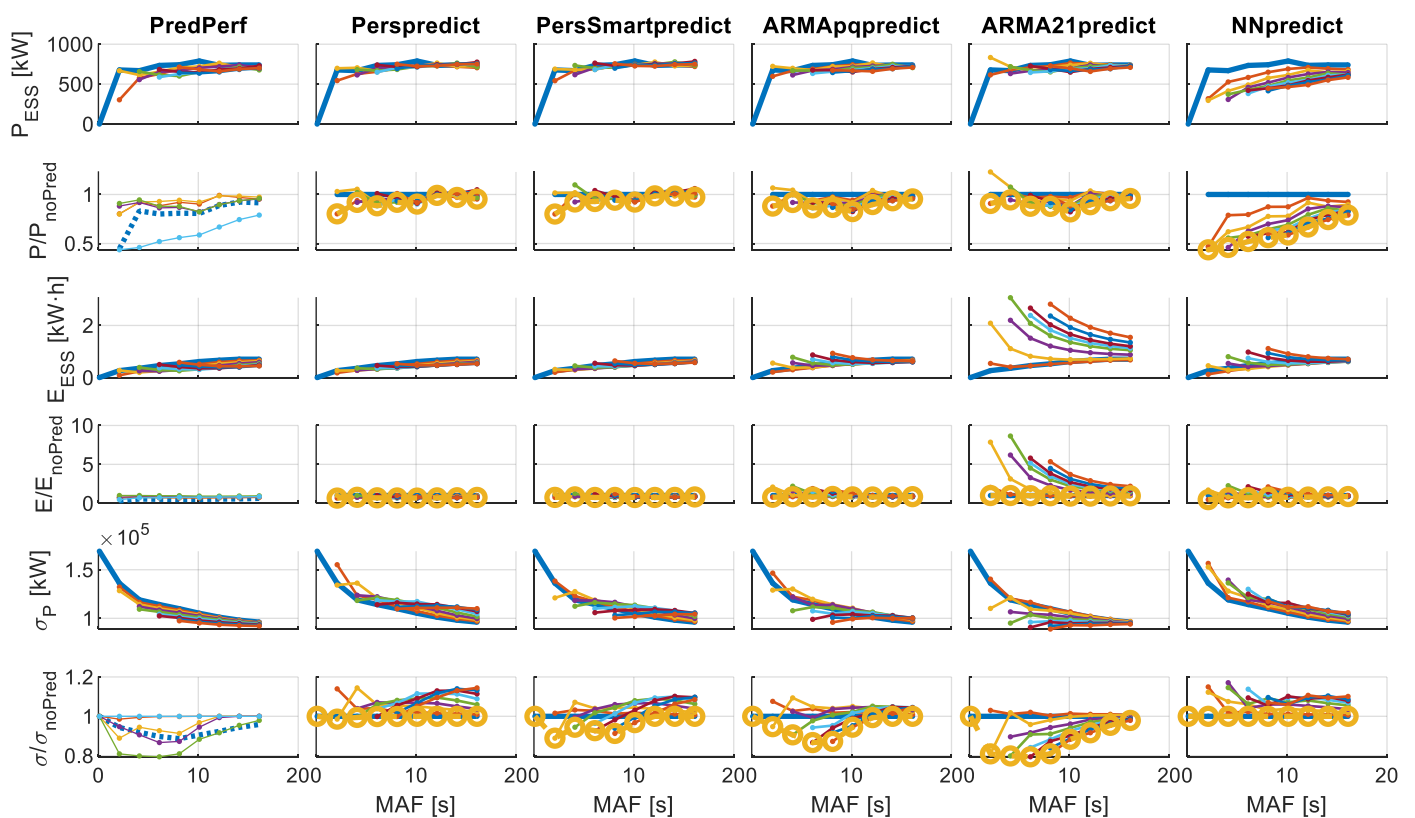 PredPerf Perspredict PersSmartpredict ARMApqpredict ARMA21predict NNpredict
P_ESS [kW]
1000
500
0
P/P_noPred
1
0.5
E_ESS [kW·h]
2
0
E/E_noPred
10
5
0
× 10^5
σ_P [kW]
1.5
1
σ/σ_noPred
1.2
1
0.8
0 10 200 10 200 10 200 10 200 10 200 10 20
MAF [s] MAF [s] MAF [s] MAF [s] MAF [s]